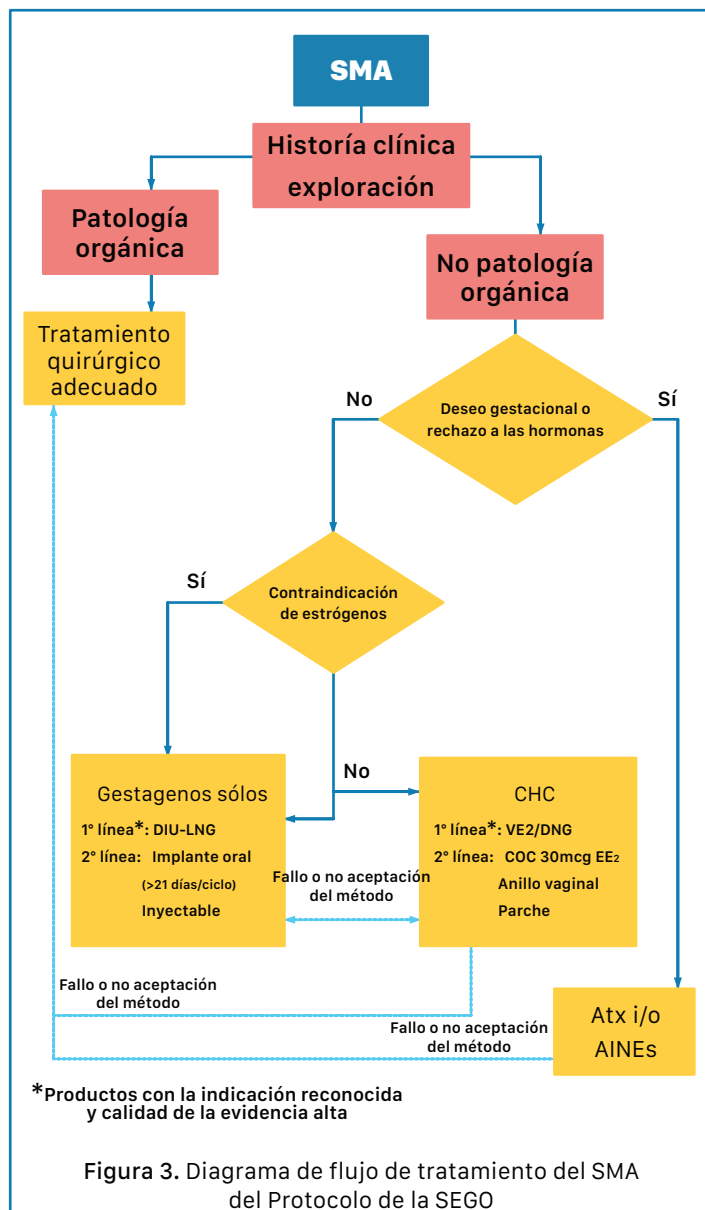 SMA
Historía clínica
exploración
Patología
orgánica
No patología
orgánica
Tratamiento
quirúrgico
adecuado
No
Sí
Deseo gestacional o
rechazo a las hormonas
Sí
Contraindicación
de estrógenos
No
Gestagenos sólos
1º línea*: DIU-LNG
2º línea: Implante oral
(>21 días/ciclo)
Inyectable
Fallo o no aceptación
del método
CHC
1º línea*: VE2/DNG
2º línea: COC 30mcg EE₂
Anillo vaginal
Parche
Fallo o no aceptación
del método
Fallo o no aceptación
del método
Atx i/o
AINEs
*Productos con la indicación reconocida
y calidad de la evidencia alta
Figura 3. Diagrama de flujo de tratamiento del SMA
del Protocolo de la SEGO